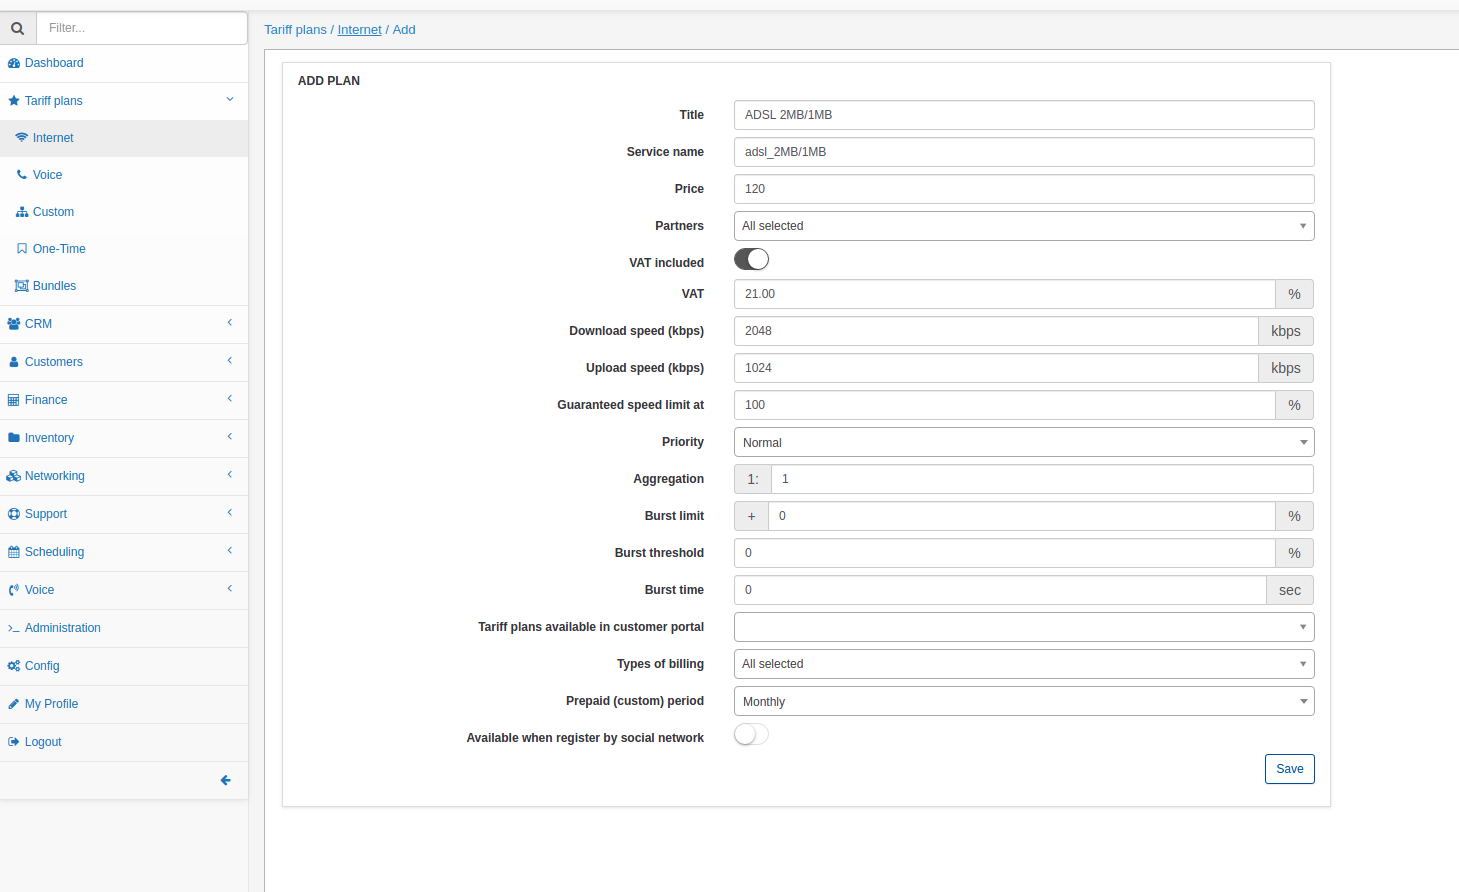 Filter...
Dashboard
Tariff plans
Internet
Voice
Custom
One-Time
Bundles
CRM
Customers
Finance
Inventory
Networking
Support
Scheduling
Voice
Administration
Config
My Profile
Logout
Tariff plans / Internet / Add
ADD PLAN
Title ADSL 2MB/1MB
Service name adsl_2MB/1MB
Price 120
Partners All selected
VAT included
VAT 21.00 %
Download speed (kbps) 2048 kbps
Upload speed (kbps) 1024 kbps
Guaranteed speed limit at 100 %
Priority Normal
Aggregation 1: 1
Burst limit + 0 %
Burst threshold 0 %
Burst time 0 sec
Tariff plans available in customer portal
Types of billing All selected
Prepaid (custom) period Monthly
Available when register by social network
Save